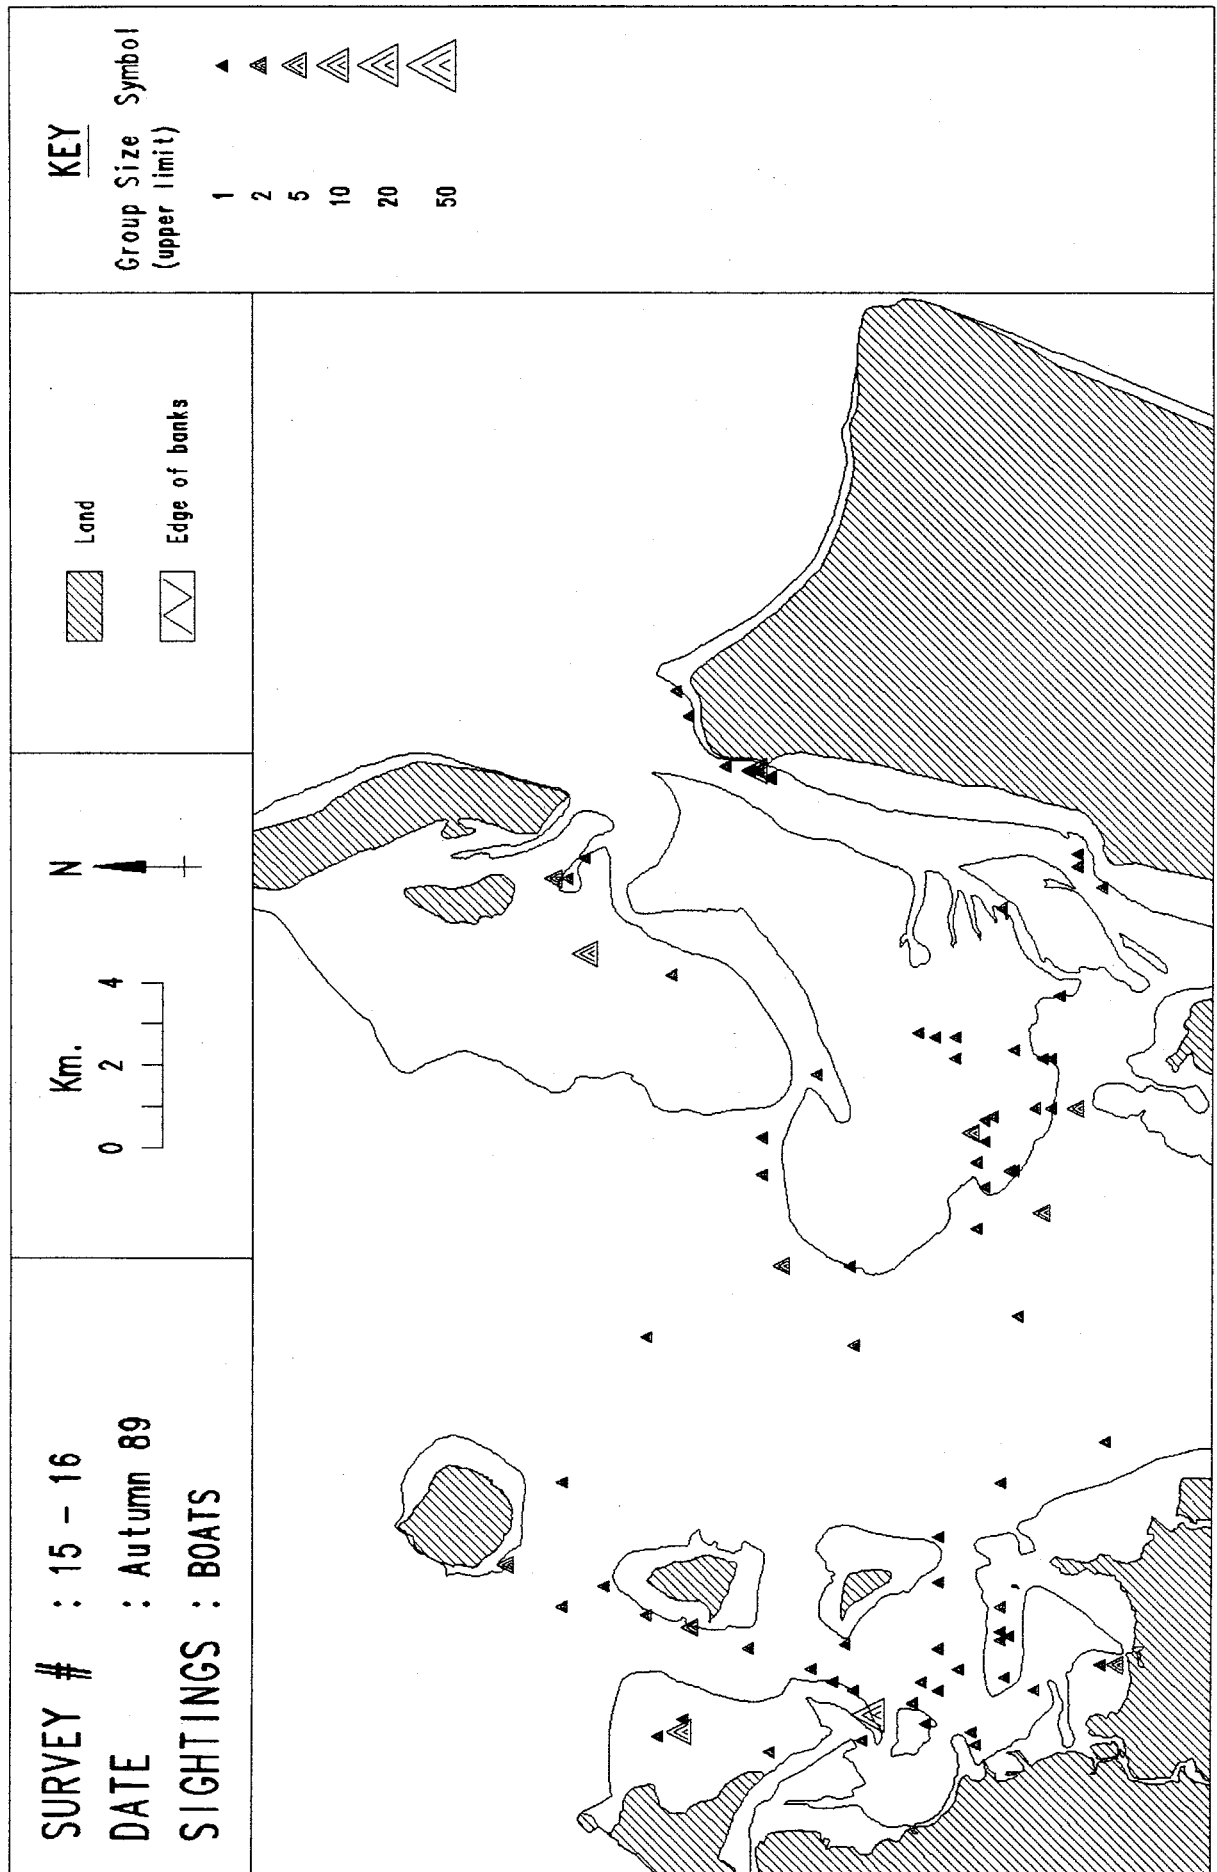 SURVEY # : 15 - 16
DATE : Autumn 89
SIGHTINGS : BOATS
Km.
0 2 4
N
Land
Edge of banks
KEY
Group Size Symbol
(upper limit)
1
2
5
10
20
50